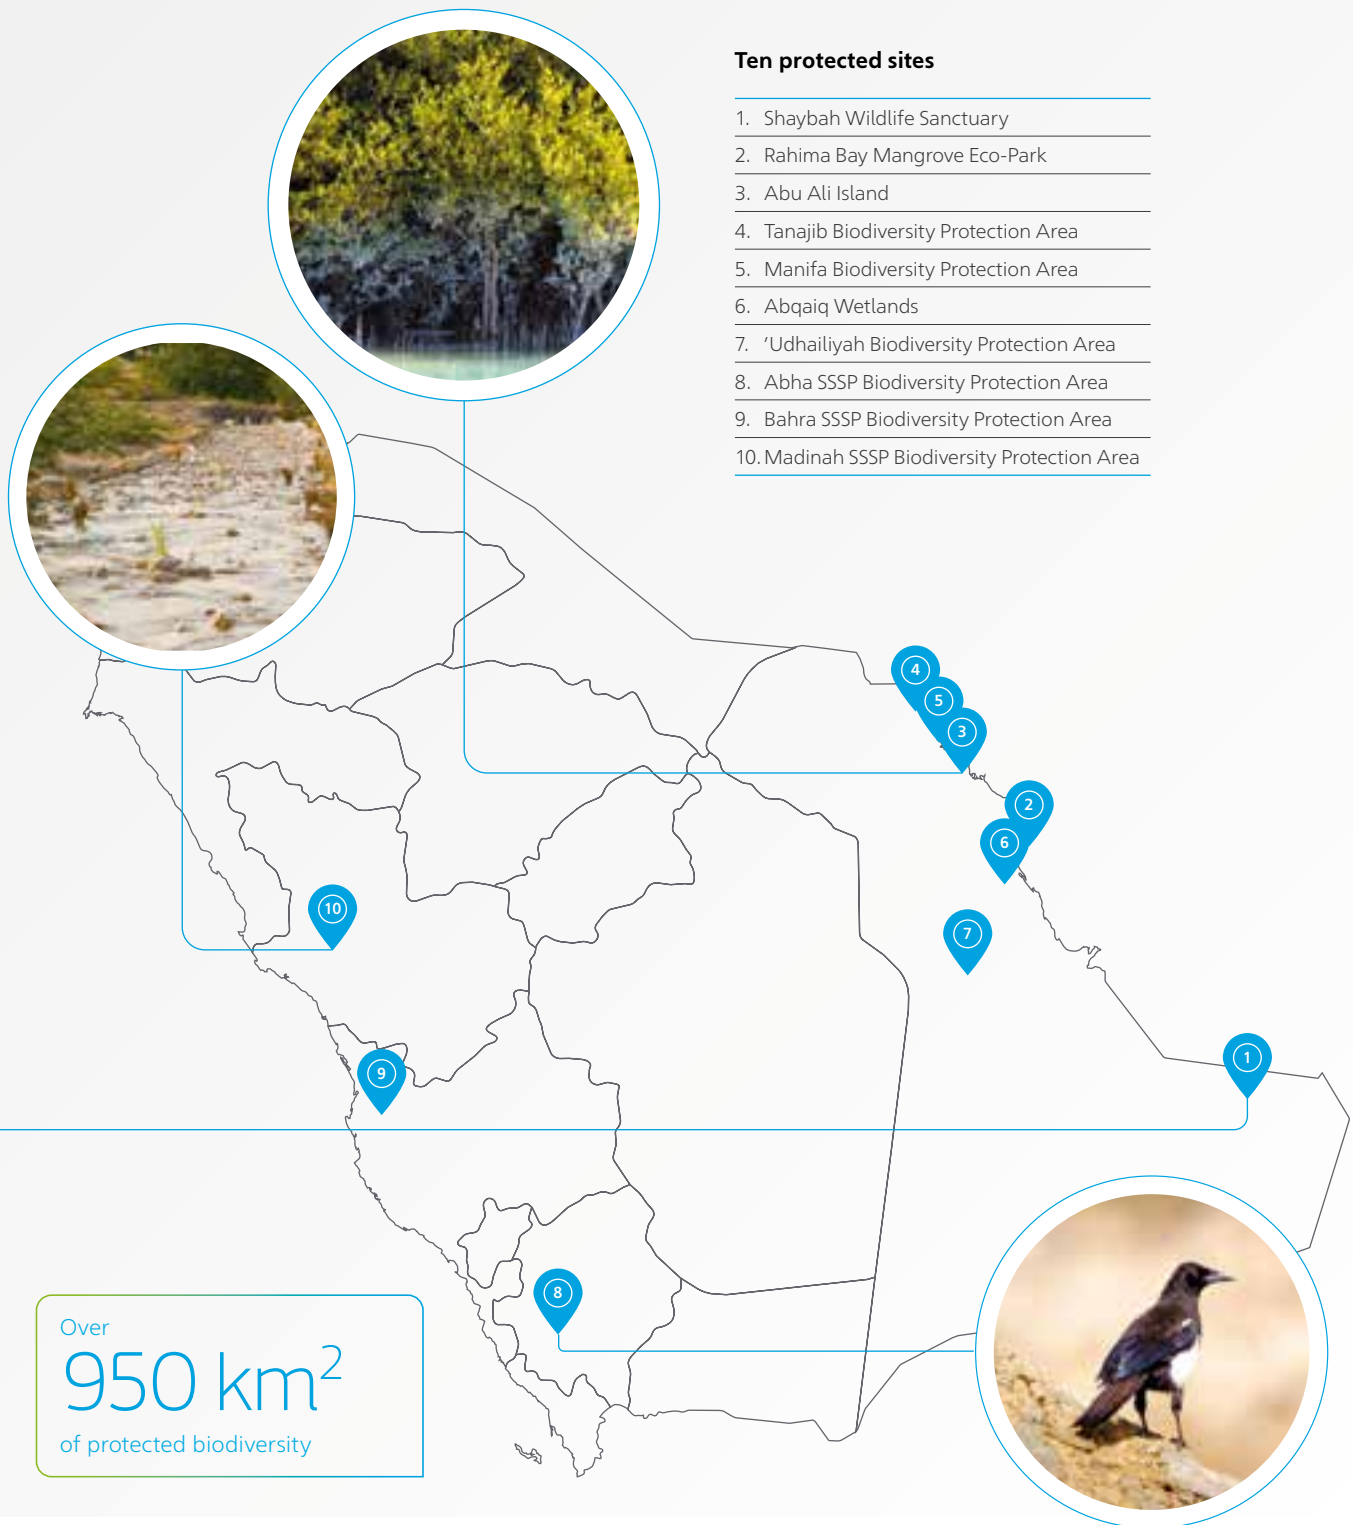 Ten protected sites
1. Shaybah Wildlife Sanctuary
2. Rahima Bay Mangrove Eco-Park
3. Abu Ali Island
4. Tanajib Biodiversity Protection Area
5. Manifa Biodiversity Protection Area
6. Abqaiq Wetlands
7. ‘Udhailiyah Biodiversity Protection Area
8. Abha SSSP Biodiversity Protection Area
9. Bahra SSSP Biodiversity Protection Area
10. Madinah SSSP Biodiversity Protection Area
4
5
3
2
6
10
7
1
9
8
Over
950 km²
of protected biodiversity